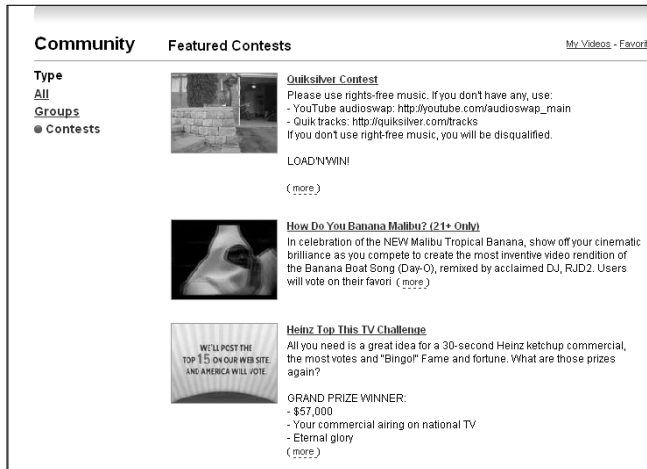 Community
Featured Contests
My Videos - Favorit
Type
All
Groups
Contests
Quiksilver Contest
Please use rights-free music. If you don't have any, use:
- YouTube audioswap: http://youtube.com/audioswap_main
- Quik tracks: http://quiksilver.com/tracks
If you don't use right-free music, you will be disqualified.
LOAD'N'WIN!
( more )
How Do You Banana Malibu? (21+ Only)
In celebration of the NEW Malibu Tropical Banana, show off your cinematic
brilliance as you compete to create the most inventive video rendition of
the Banana Boat Song (Day-O), remixed by acclaimed DJ, RJD2. Users
will vote on their favori ( more )
WE'LL POST THE
TOP 15 ON OUR WEB SITE.
AND AMERICA WILL VOTE.
Heinz Top This TV Challenge
All you need is a great idea for a 30-second Heinz ketchup commercial,
the most votes and "Bingo!" Fame and fortune. What are those prizes
again?
GRAND PRIZE WINNER:
- $57,000
- Your commercial airing on national TV
- Eternal glory
( more )